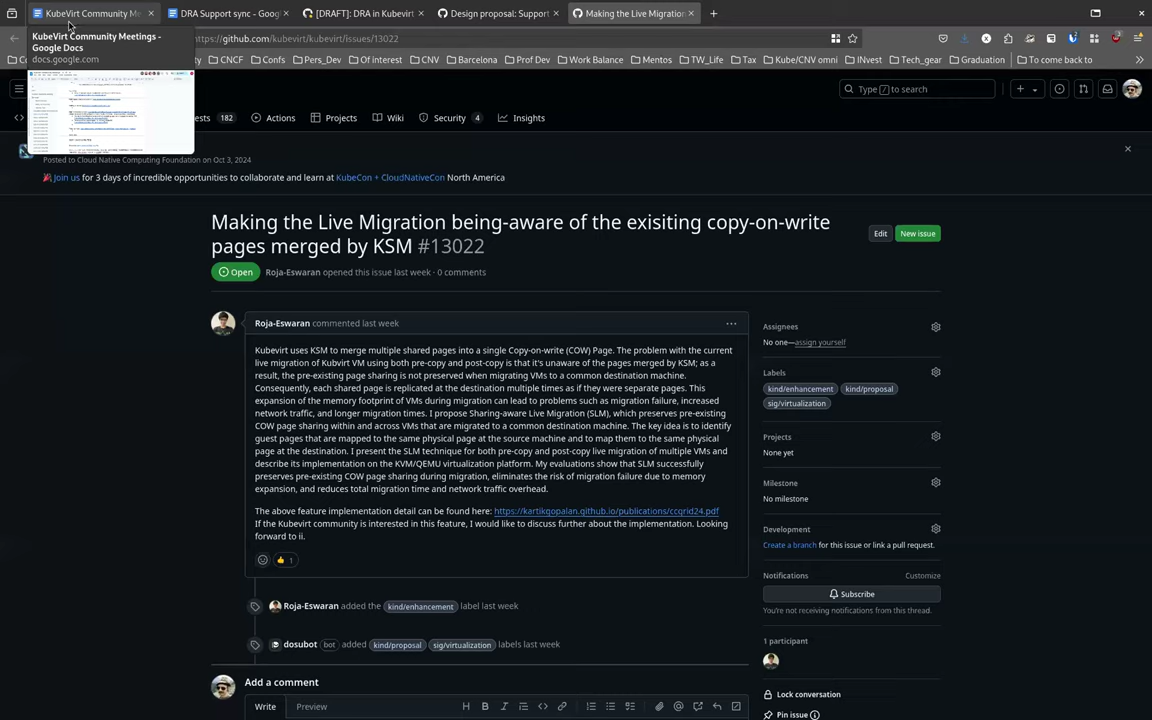 KubeVirt Community Me
DRA Support sync - Goog
[DRAFT]: DRA in Kubevirt
Design proposal: Support
Making the Live Migration
KubeVirt Community Meetings -
Google Docs
docs.google.com
https://github.com/kubevirt/kubevirt/issues/13022
CNCF
Confs
Pers_Dev
Of interest
CNV
Barcelona
Prof Dev
Work Balance
Mentos
TW_Life
Tax
Kube/CNV omni
INvest
Tech_gear
Graduation
To come back to
Type / to search
ests 182
Actions
Projects
Wiki
Security 4
Insights
Posted to Cloud Native Computing Foundation on Oct 3, 2024
🎉 Join us for 3 days of incredible opportunities to collaborate and learn at KubeCon + CloudNativeCon North America
Making the Live Migration being-aware of the exisiting copy-on-write
pages merged by KSM #13022
Edit
New issue
Open
Roja-Eswaran opened this issue last week · 0 comments
Roja-Eswaran commented last week
Kubevirt uses KSM to merge multiple shared pages into a single Copy-on-write (COW) Page. The problem with the current
live migration of Kubvirt VM using both pre-copy and post-copy is that it's unaware of the pages merged by KSM; as a
result, the pre-existing page sharing is not preserved when migrating VMs to a common destination machine.
Consequently, each shared page is replicated at the destination multiple times as if they were separate pages. This
expansion of the memory footprint of VMs during migration can lead to problems such as migration failure, increased
network traffic, and longer migration times. I propose Sharing-aware Live Migration (SLM), which preserves pre-existing
COW page sharing within and across VMs that are migrated to a common destination machine. The key idea is to identify
guest pages that are mapped to the same physical page at the source machine and to map them to the same physical
page at the destination. I present the SLM technique for both pre-copy and post-copy live migration of multiple VMs and
describe its implementation on the KVM/QEMU virtualization platform. My evaluations show that SLM successfully
preserves pre-existing COW page sharing during migration, eliminates the risk of migration failure due to memory
expansion, and reduces total migration time and network traffic overhead.
The above feature implementation detail can be found here: https://kartikgopalan.github.io/publications/ccgrid24.pdf
If the Kubevirt community is interested in this feature, I would like to discuss further about the implementation. Looking
forward to ii.
👍 1
Roja-Eswaran added the kind/enhancement label last week
dosubot bot added kind/proposal sig/virtualization labels last week
Add a comment
Write
Preview
Assignees
No one—assign yourself
Labels
kind/enhancement kind/proposal
sig/virtualization
Projects
None yet
Milestone
No milestone
Development
Create a branch for this issue or link a pull request.
Notifications
Customize
Subscribe
You're not receiving notifications from this thread.
1 participant
Lock conversation
Pin issue